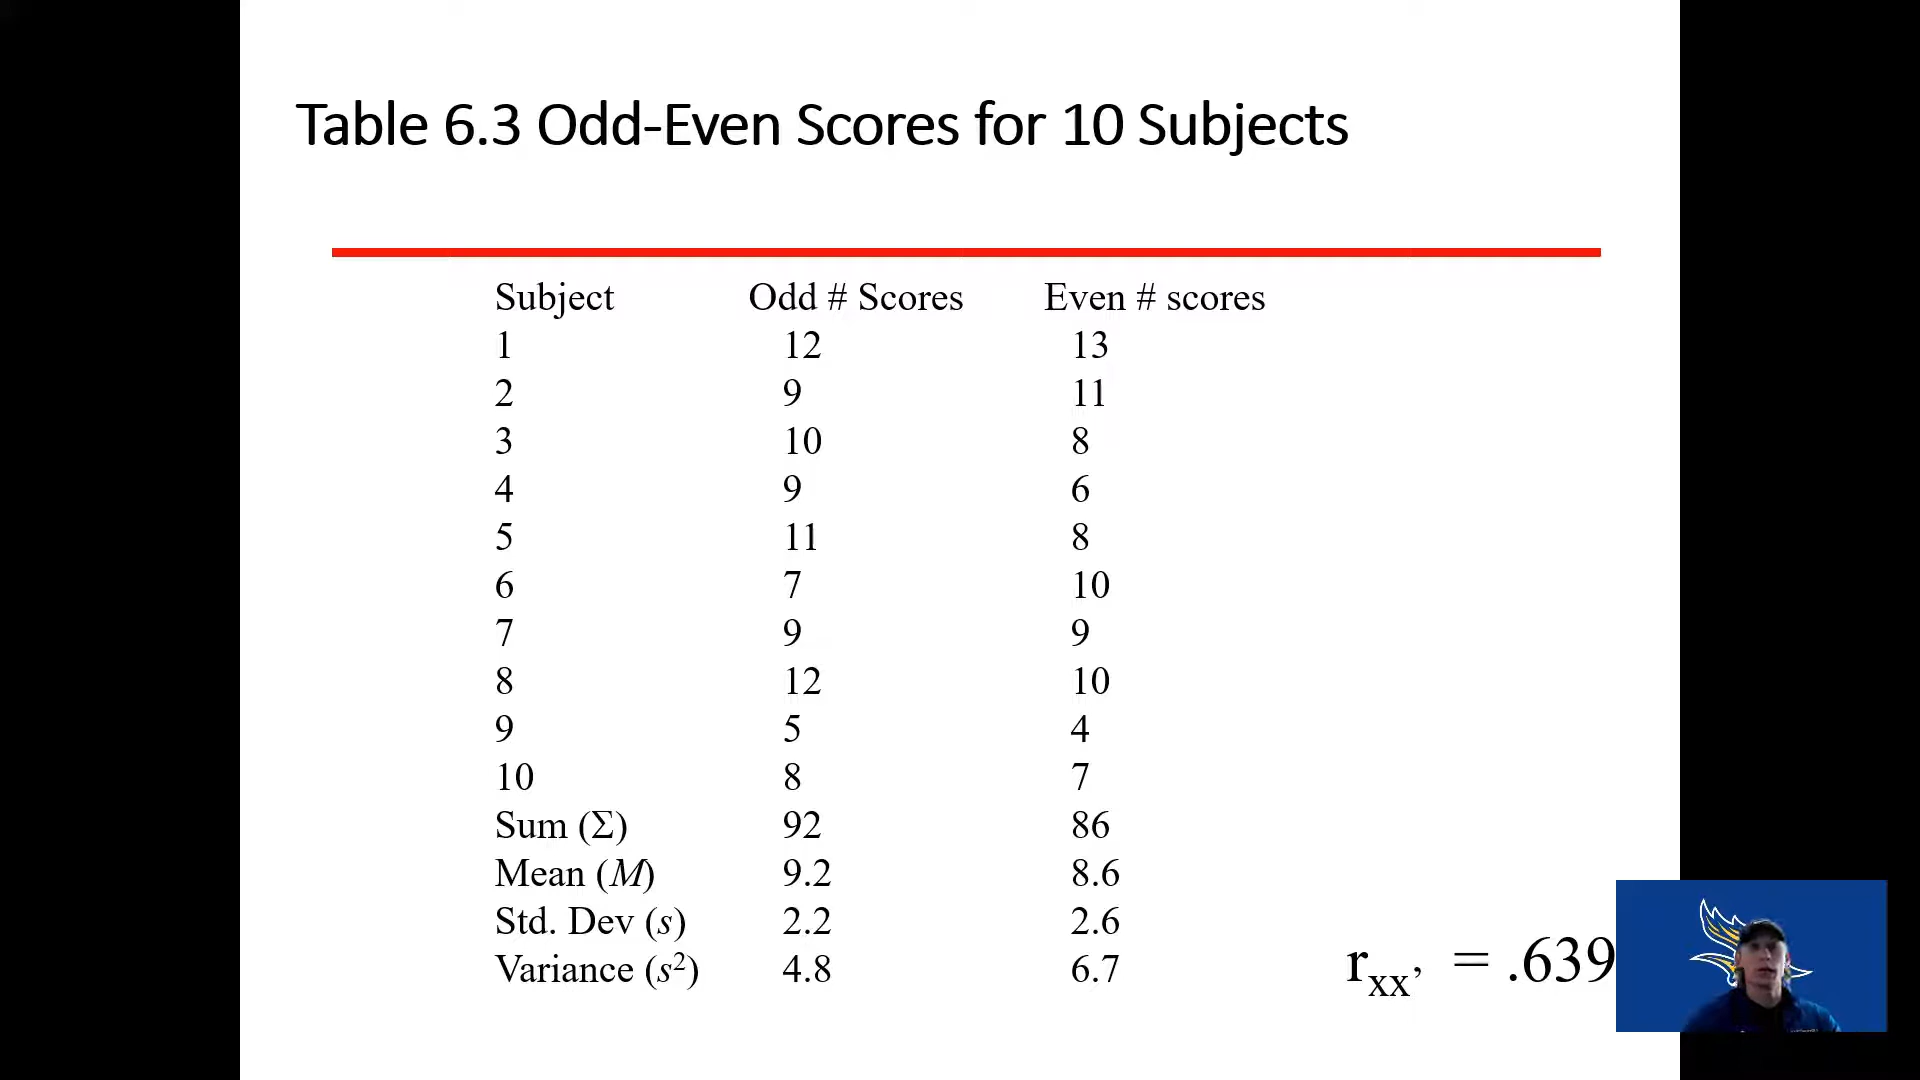 Table 6.3 Odd-Even Scores for 10 Subjects
Subject Odd # Scores Even # scores
1 12 13
2 9 11
3 10 8
4 9 6
5 11 8
6 7 10
7 9 9
8 12 10
9 5 4
10 8 7
Sum (Σ) 92 86
Mean (M) 9.2 8.6
Std. Dev (s) 2.2 2.6
Variance (s²) 4.8 6.7
rxx’ = .639